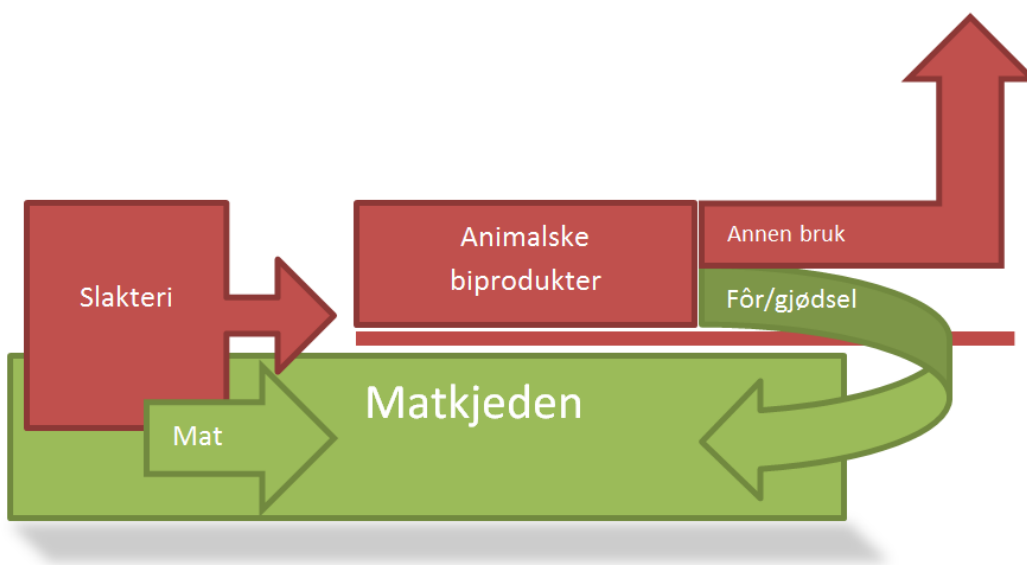 Slakteri
Animalske
biprodukter
Annen bruk
Fôr/gjødsel
Matkjeden
Mat